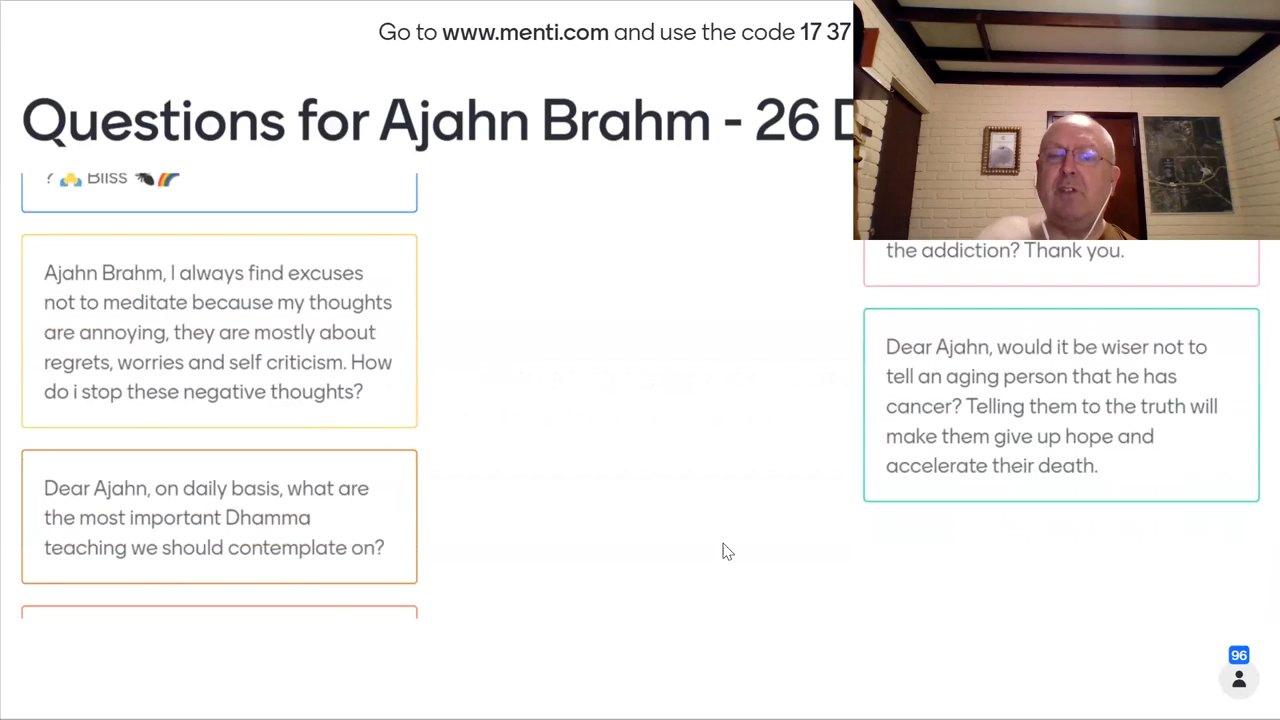 Go to www.menti.com and use the code 17 37
Questions for Ajahn Brahm - 26 D
? 🙏 Bliss
Ajahn Brahm, I always find excuses
not to meditate because my thoughts
are annoying, they are mostly about
regrets, worries and self criticism. How
do i stop these negative thoughts?
Dear Ajahn, on daily basis, what are
the most important Dhamma
teaching we should contemplate on?
the addiction? Thank you.
Dear Ajahn, would it be wiser not to
tell an aging person that he has
cancer? Telling them to the truth will
make them give up hope and
accelerate their death.
96